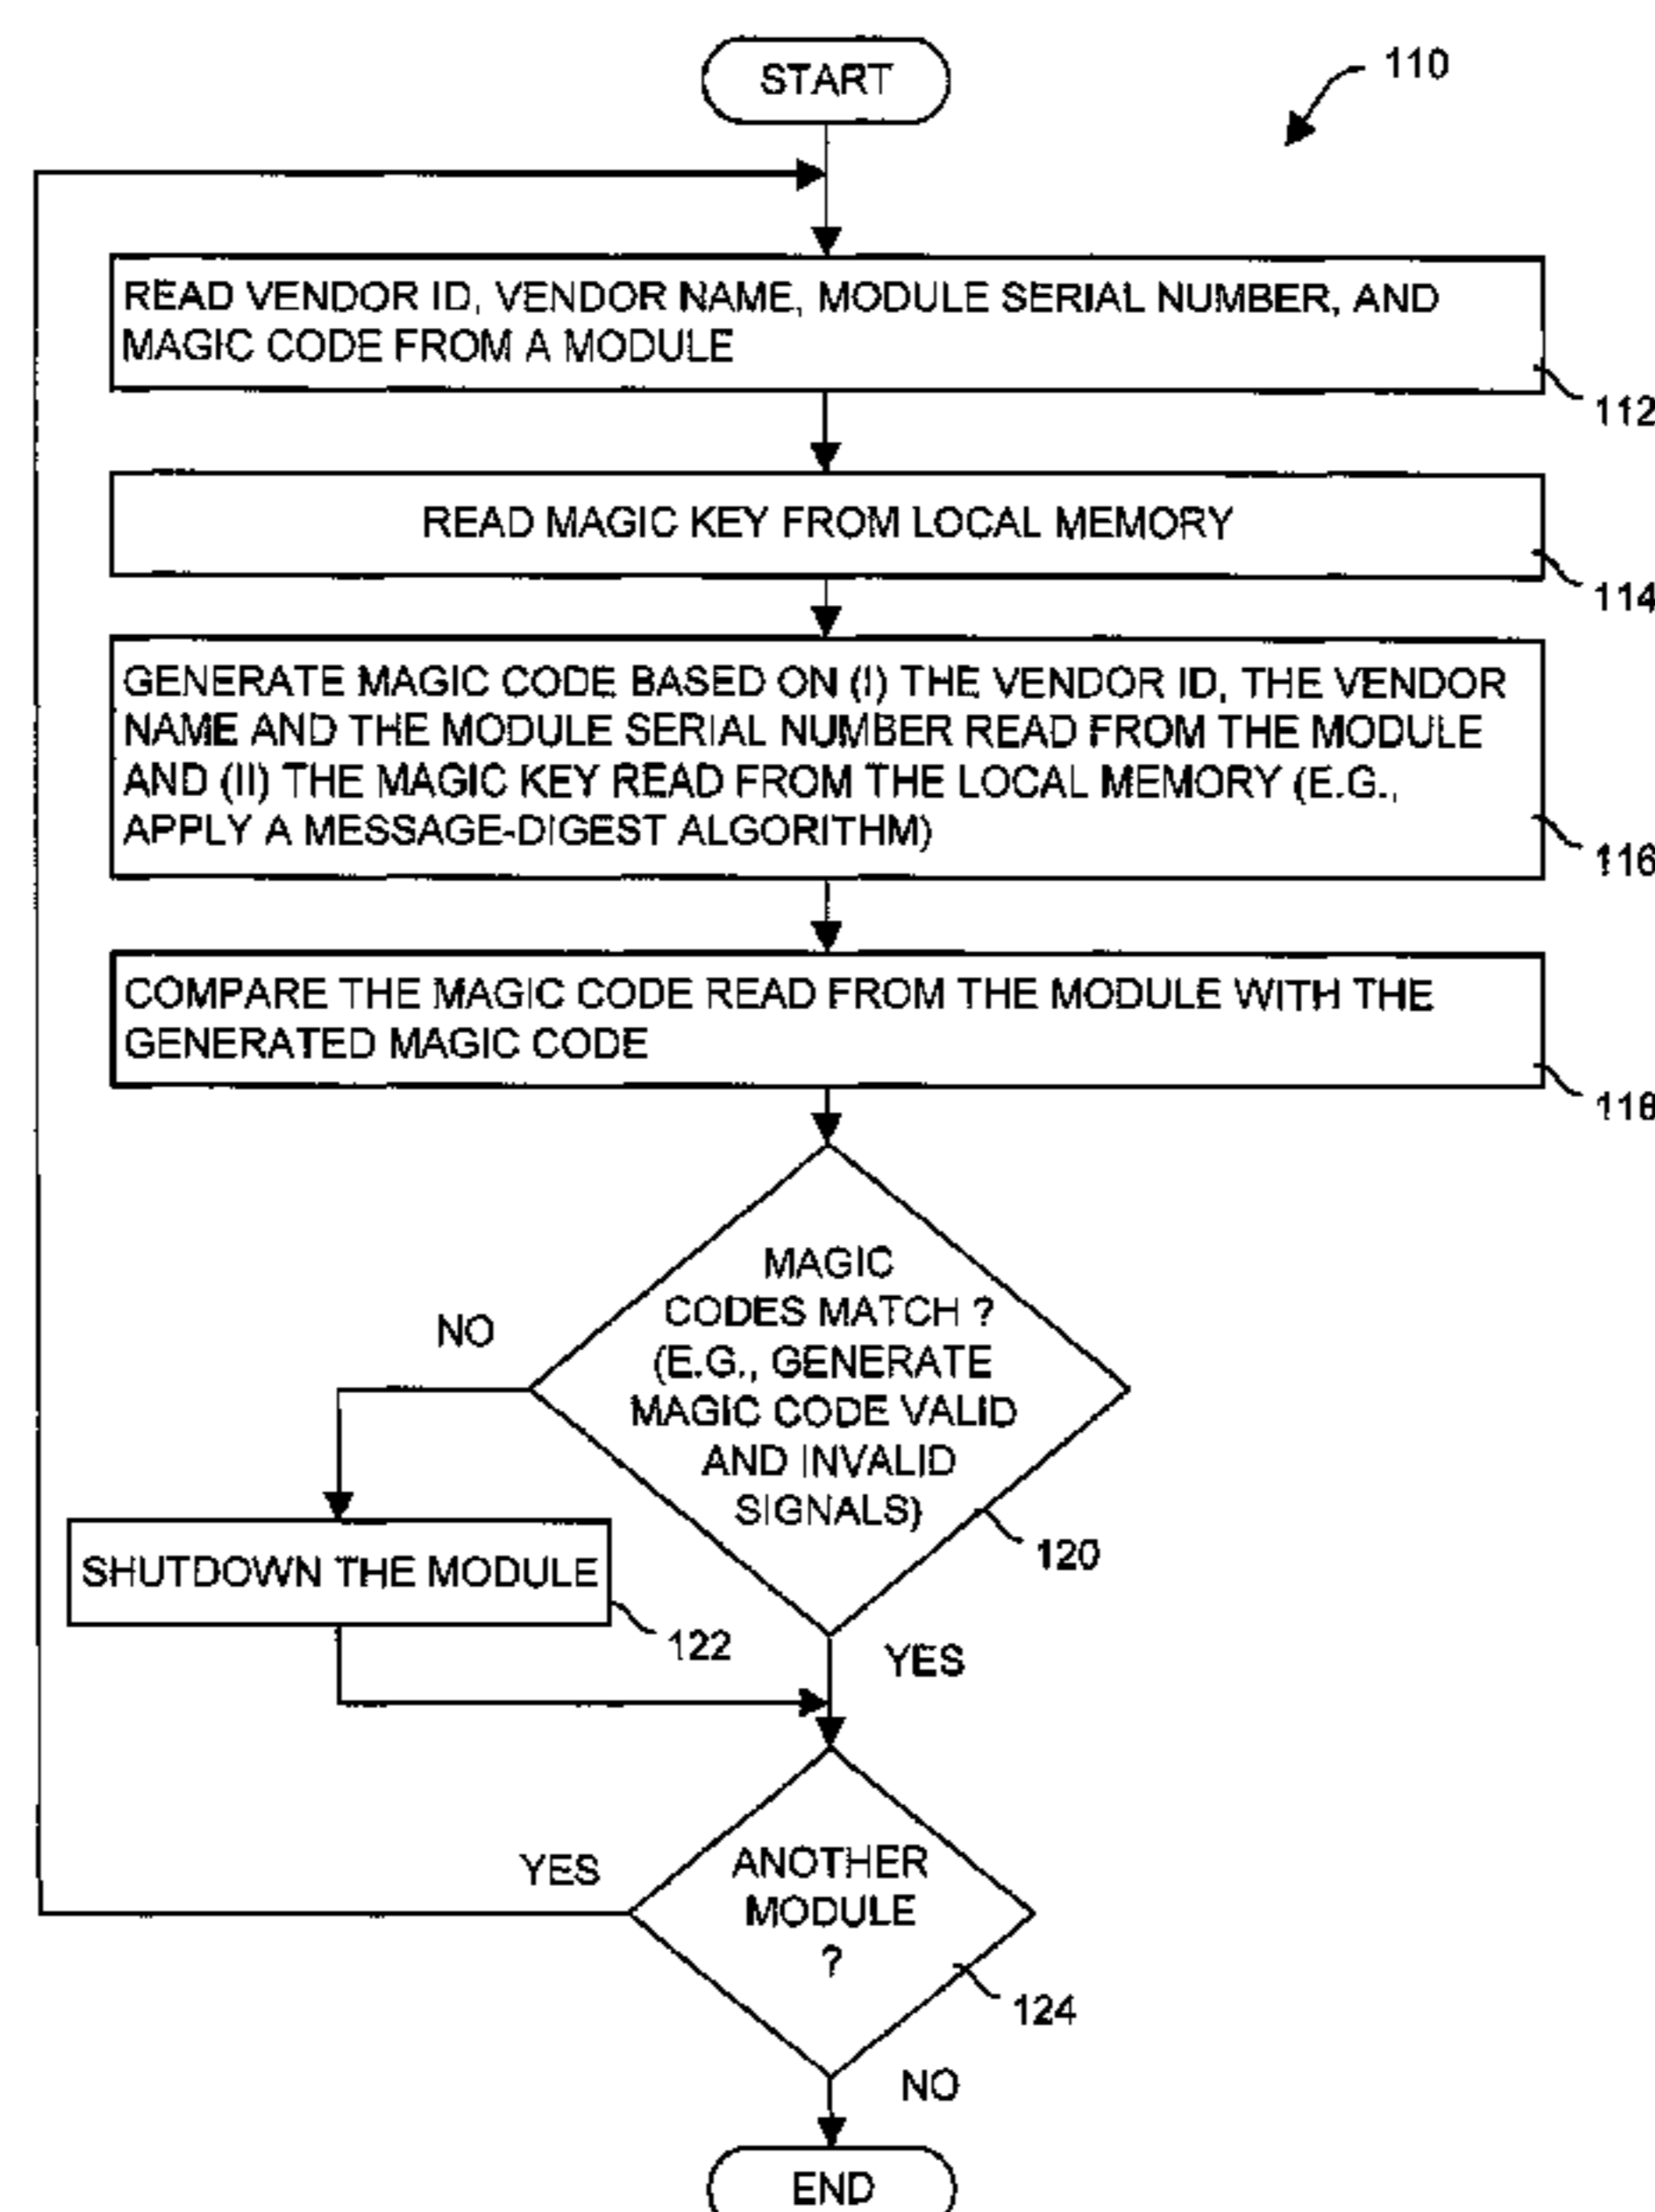 START
110
READ VENDOR ID, VENDOR NAME, MODULE SERIAL NUMBER, AND
MAGIC CODE FROM A MODULE
112
READ MAGIC KEY FROM LOCAL MEMORY
114
GENERATE MAGIC CODE BASED ON (I) THE VENDOR ID, THE VENDOR
NAME AND THE MODULE SERIAL NUMBER READ FROM THE MODULE
AND (II) THE MAGIC KEY READ FROM THE LOCAL MEMORY (E.G.,
APPLY A MESSAGE-DIGEST ALGORITHM)
116
COMPARE THE MAGIC CODE READ FROM THE MODULE WITH THE
GENERATED MAGIC CODE
118
MAGIC
CODES MATCH ?
(E.G., GENERATE
MAGIC CODE VALID
AND INVALID
SIGNALS)
NO
120
SHUTDOWN THE MODULE
122
YES
ANOTHER
MODULE
?
YES
124
NO
END